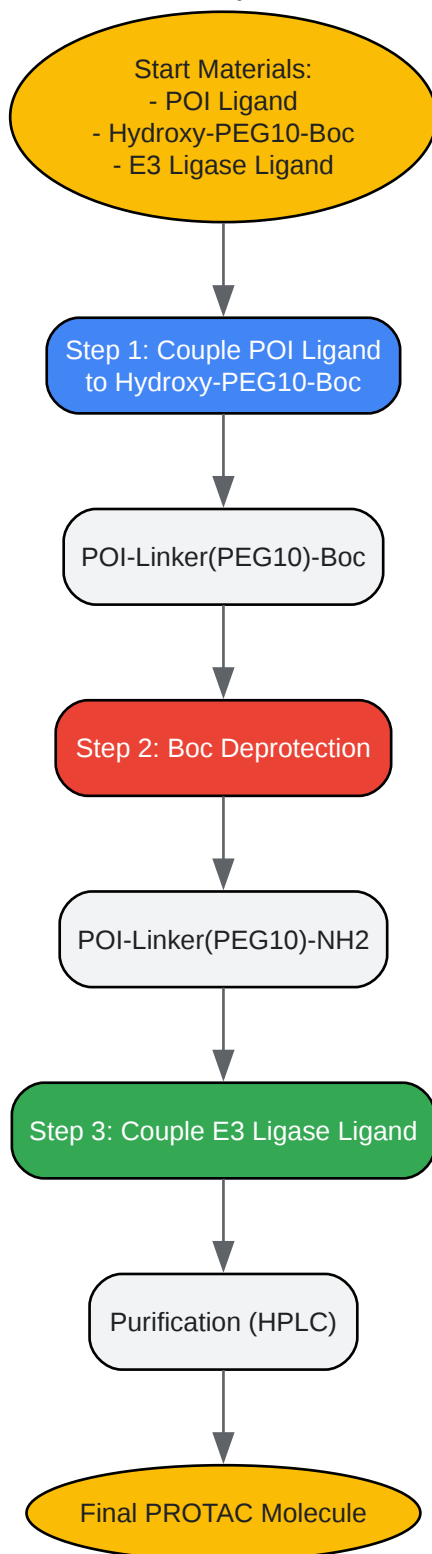 Start Materials:
- POI Ligand
- Hydroxy-PEG10-Boc
- E3 Ligase Ligand
Step 1: Couple POI Ligand
to Hydroxy-PEG10-Boc
POI-Linker(PEG10)-Boc
Step 2: Boc Deprotection
POI-Linker(PEG10)-NH2
Step 3: Couple E3 Ligase Ligand
Purification (HPLC)
Final PROTAC Molecule